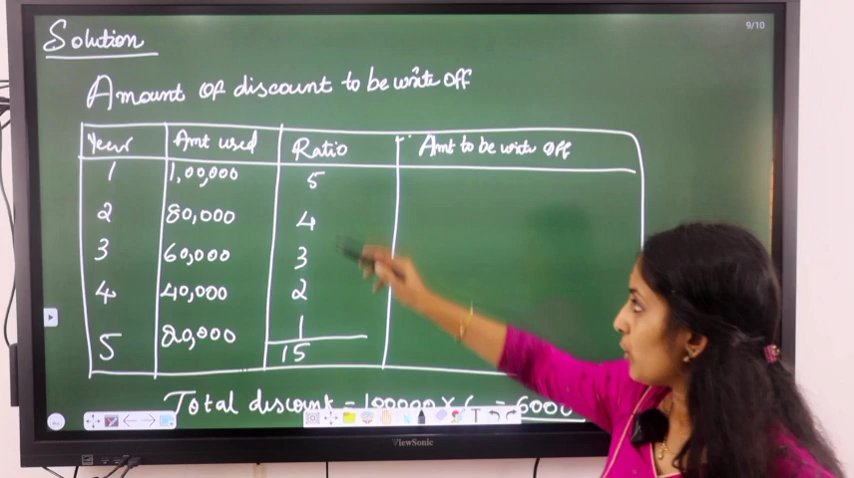 9/10
Solution
Amount of discount to be write off
Year Amt used Ratio Amt to be write off
1 1,00,000 5
2 80,000 4
3 60,000 3
4 40,000 2
5 20,000 1
15
Total discount = 100000 × 6 = 6000
ViewSonic